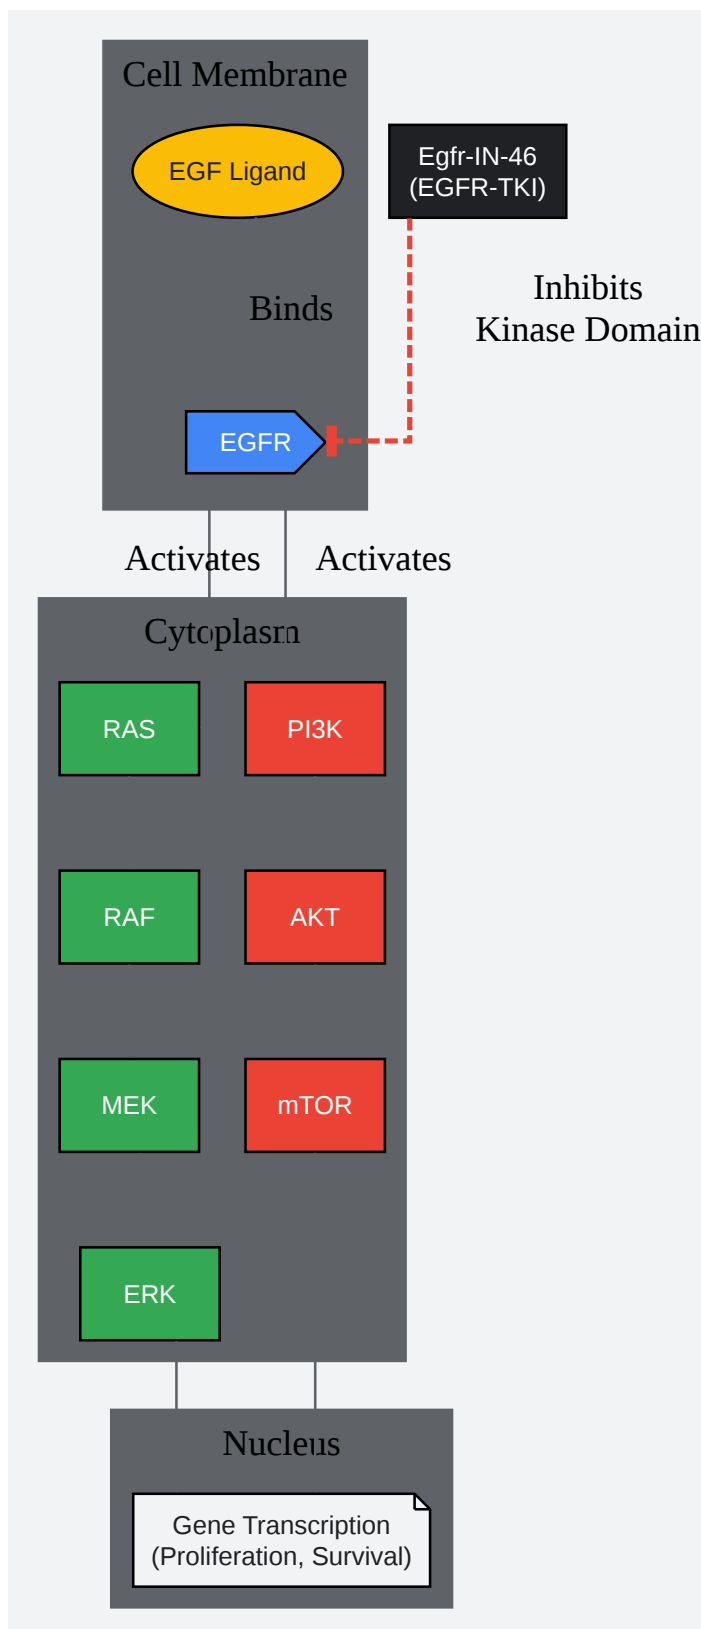 Cell Membrane
EGF Ligand
Egfr-IN-46
(EGFR-TKI)
Binds
Inhibits
Kinase Domain
EGFR
Activates
Activates
Cytoplasm
RAS
PI3K
RAF
AKT
MEK
mTOR
ERK
Nucleus
Gene Transcription
(Proliferation, Survival)